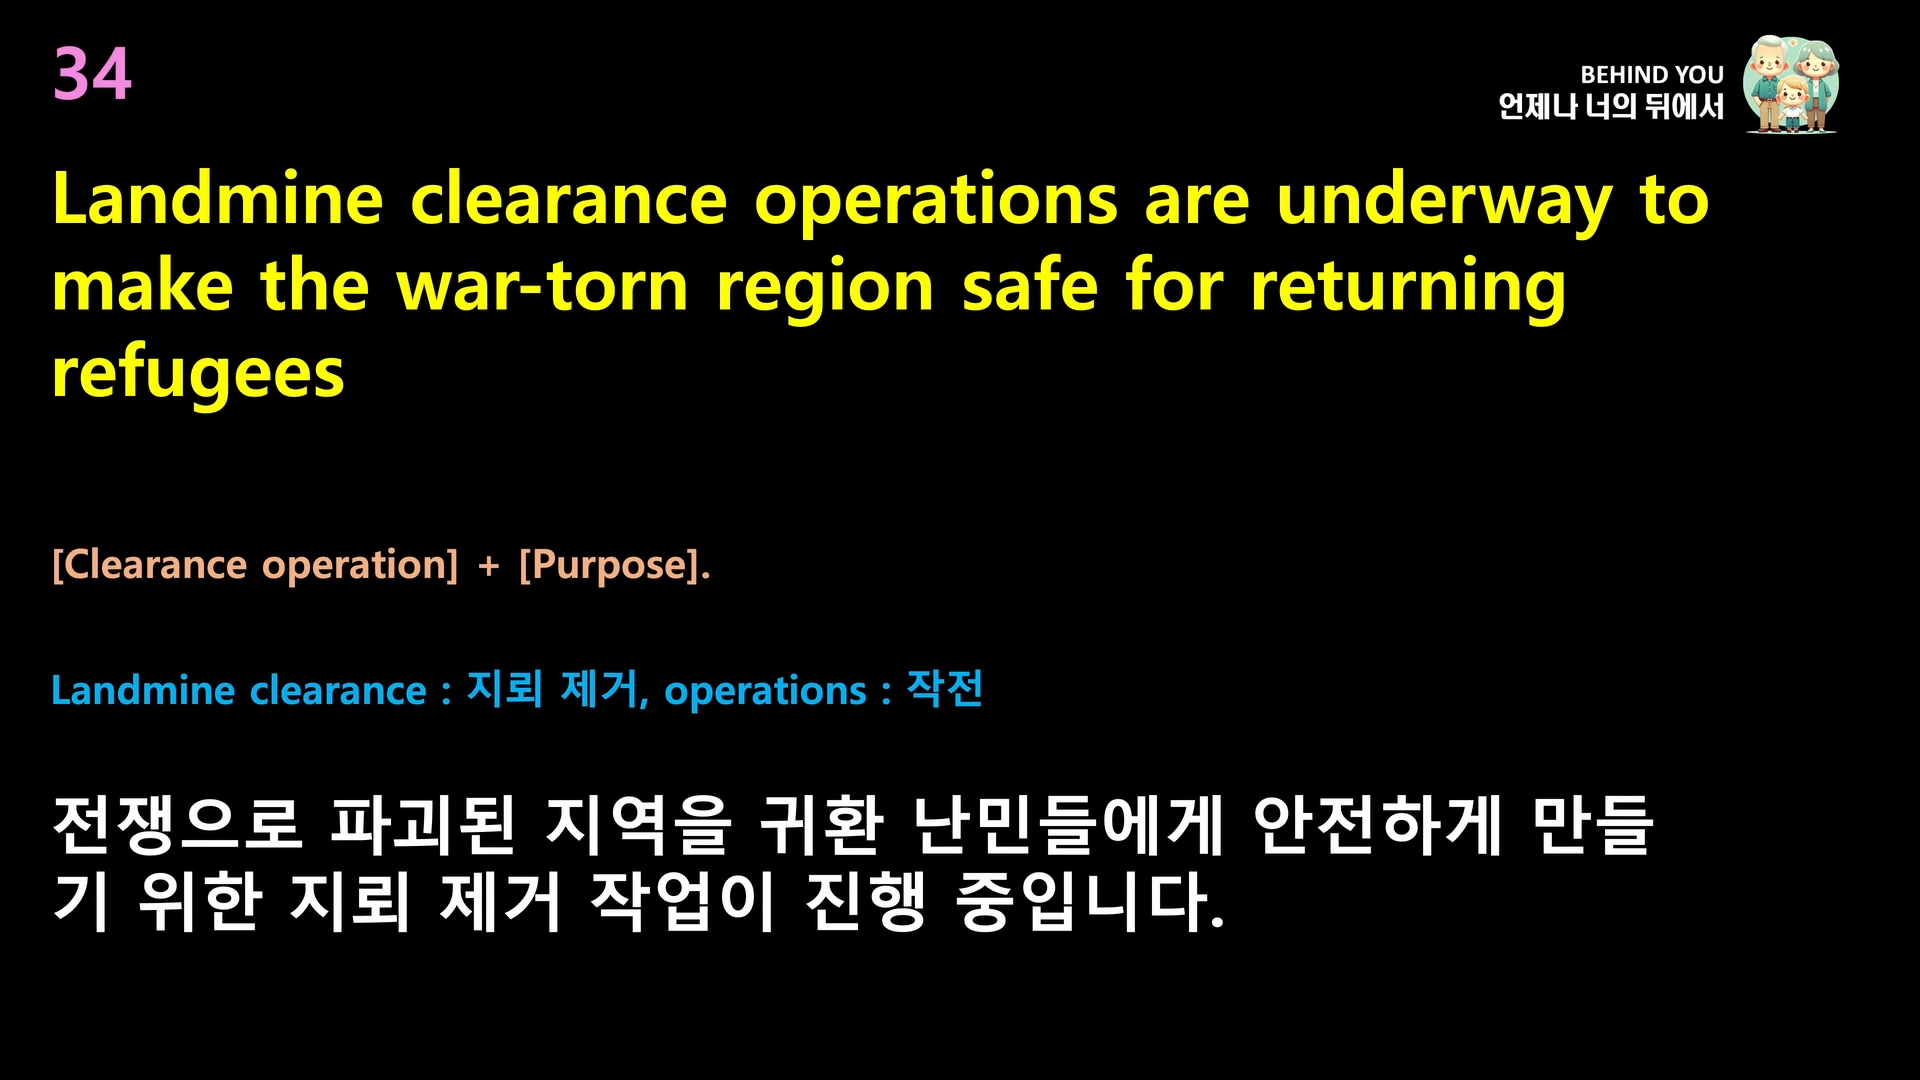 34
BEHIND YOU
언제나 너의 뒤에서
Landmine clearance operations are underway to
make the war-torn region safe for returning
refugees
[Clearance operation] + [Purpose].
Landmine clearance : 지뢰 제거, operations : 작전
전쟁으로 파괴된 지역을 귀환 난민들에게 안전하게 만들
기 위한 지뢰 제거 작업이 진행 중입니다.